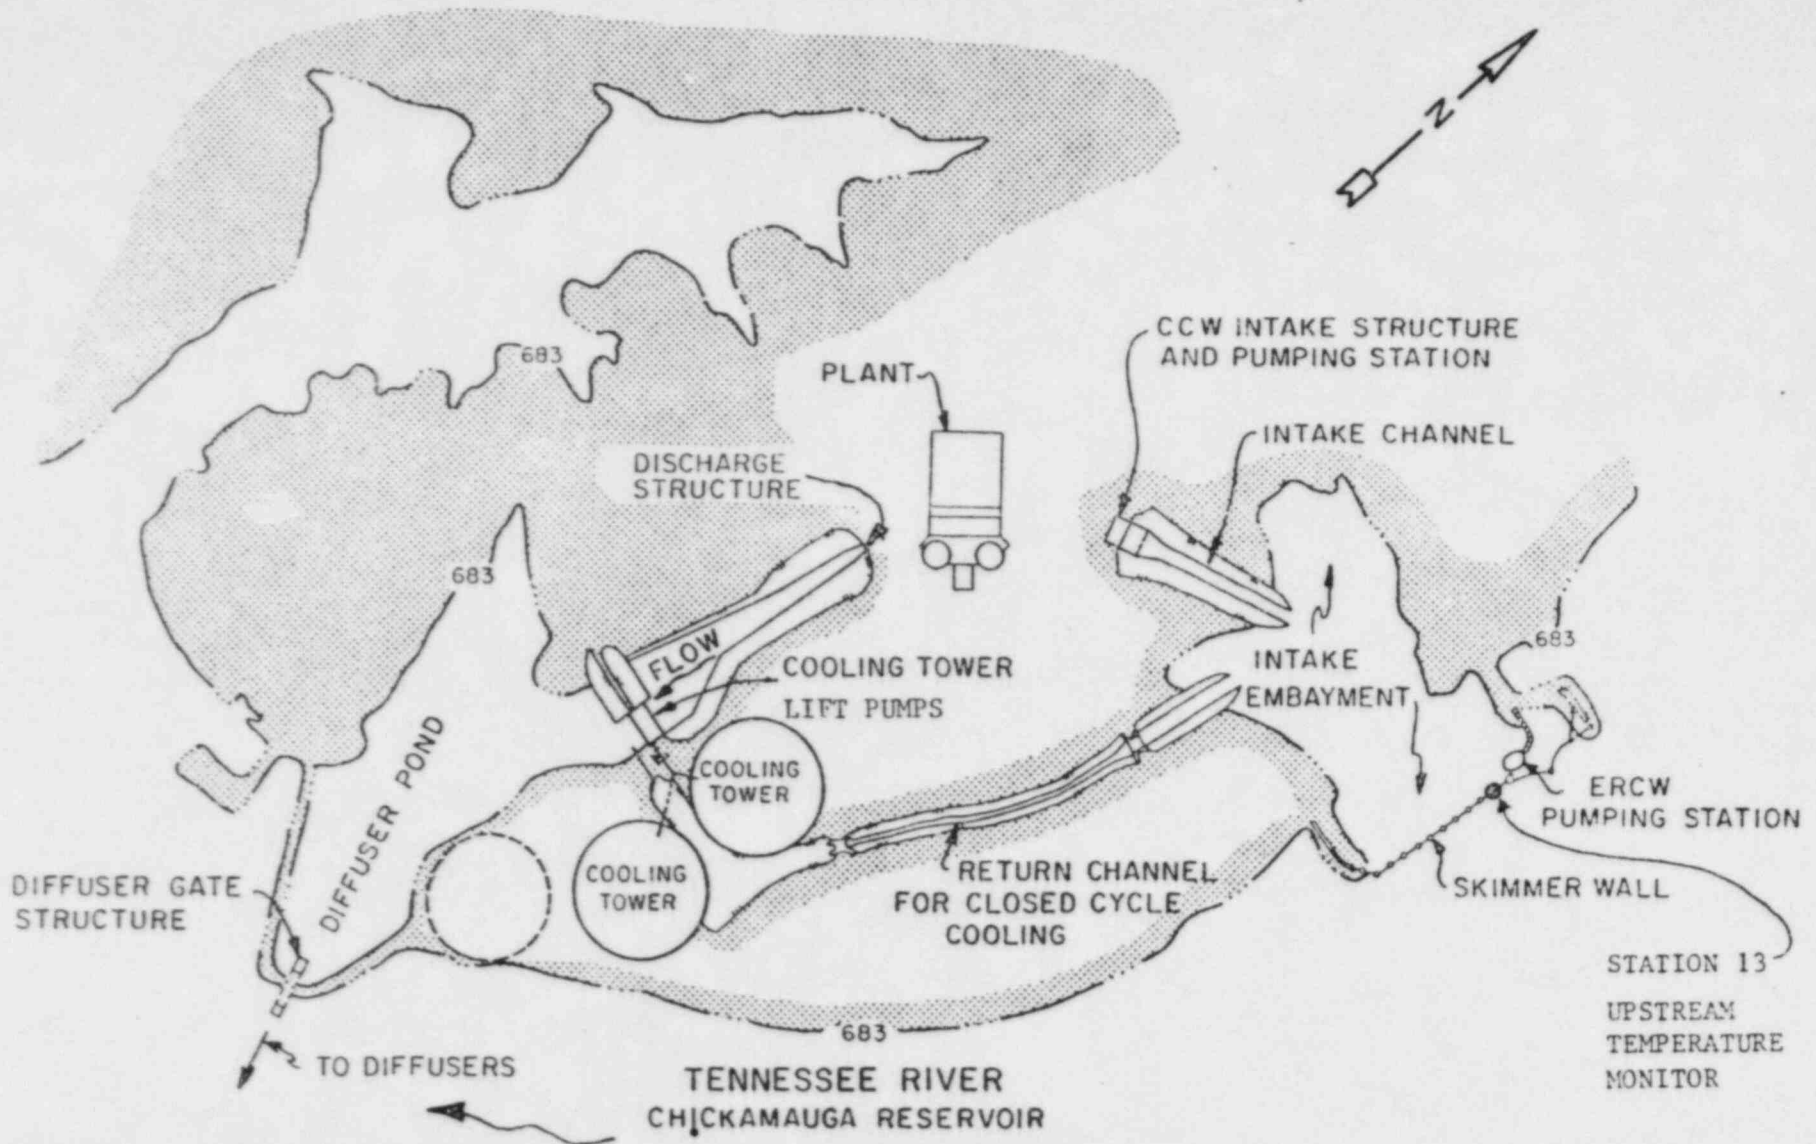 N
683
CCW INTAKE STRUCTURE
AND PUMPING STATION
PLANT
INTAKE CHANNEL
DISCHARGE
STRUCTURE
683
683
FLOW
COOLING TOWER
LIFT PUMPS
INTAKE
EMBAYMENT
DIFFUSER POND
COOLING
TOWER
COOLING
TOWER
ERCW
PUMPING STATION
DIFFUSER GATE
STRUCTURE
RETURN CHANNEL
FOR CLOSED CYCLE
COOLING
SKIMMER WALL
STATION 13
UPSTREAM
TEMPERATURE
MONITOR
683
TO DIFFUSERS
TENNESSEE RIVER
CHICKAMAUGA RESERVOIR